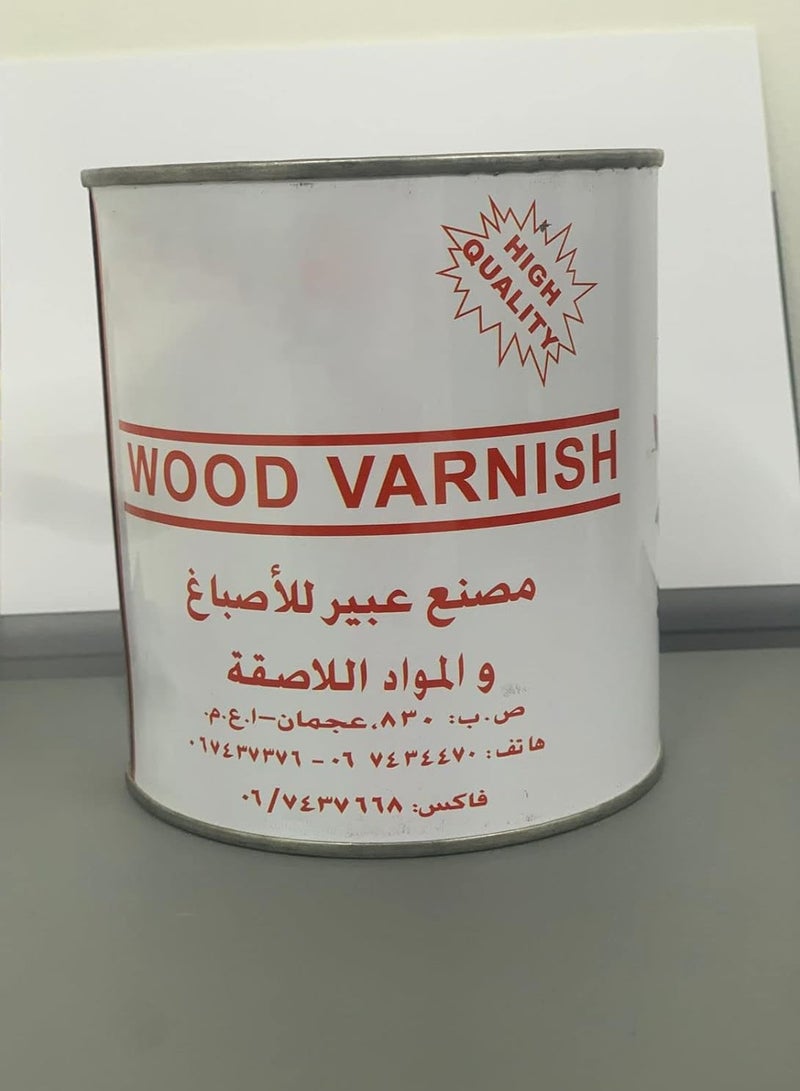 HIGH
QUALITY
WOOD VARNISH
مصنع عبير للأصباغ
و المواد اللاصقة
ص.ب: ٨٣٠، عجمان-ا.ع.م.
هاتف: ٧٤٣٤٤٧٠ ٠٦ - ٠٦٧٤٣٧٣٧٦
فاكس: ٠٦/٧٤٣٧٦٦٨